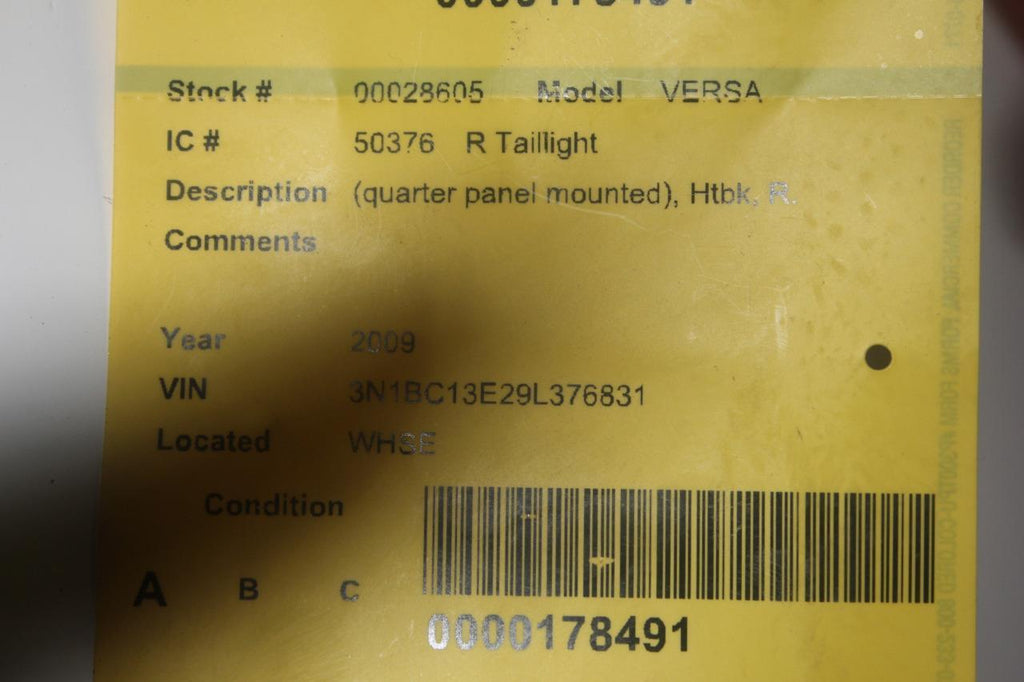 0000178491
Stock # 00028605 Model VERSA
IC # 50376 R Taillight
Description (quarter panel mounted), Htbk, R.
Comments
Year 2009
VIN 3N1BC13E29L376831
Located WHSE
Condition
A B C
0000178491